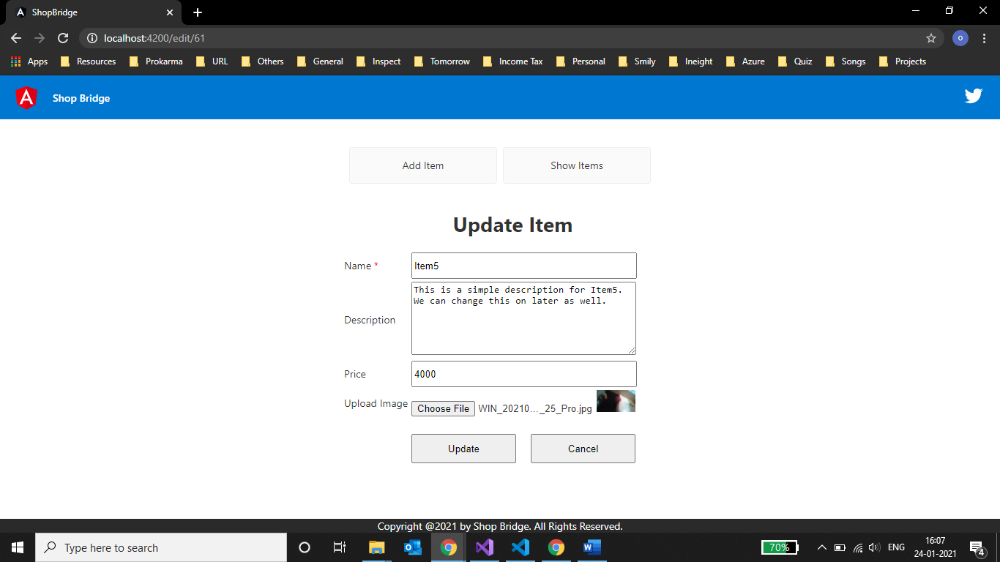 ShopBridge
localhost:4200/edit/61
O
Apps Resources Prokarma URL Others General Inspect Tomorrow Income Tax Personal Smily Ineight Azure Quiz Songs Projects
A Shop Bridge
Add Item Show Items
Update Item
Name * Item5
This is a simple description for Item5.
We can change this on later as well.
Description
Price 4000
Upload Image Choose File WIN_20210..._25_Pro.jpg
Update Cancel
Copyright @2021 by Shop Bridge. All Rights Reserved.
Type here to search 70% ENG 16:07
24-01-2021 4